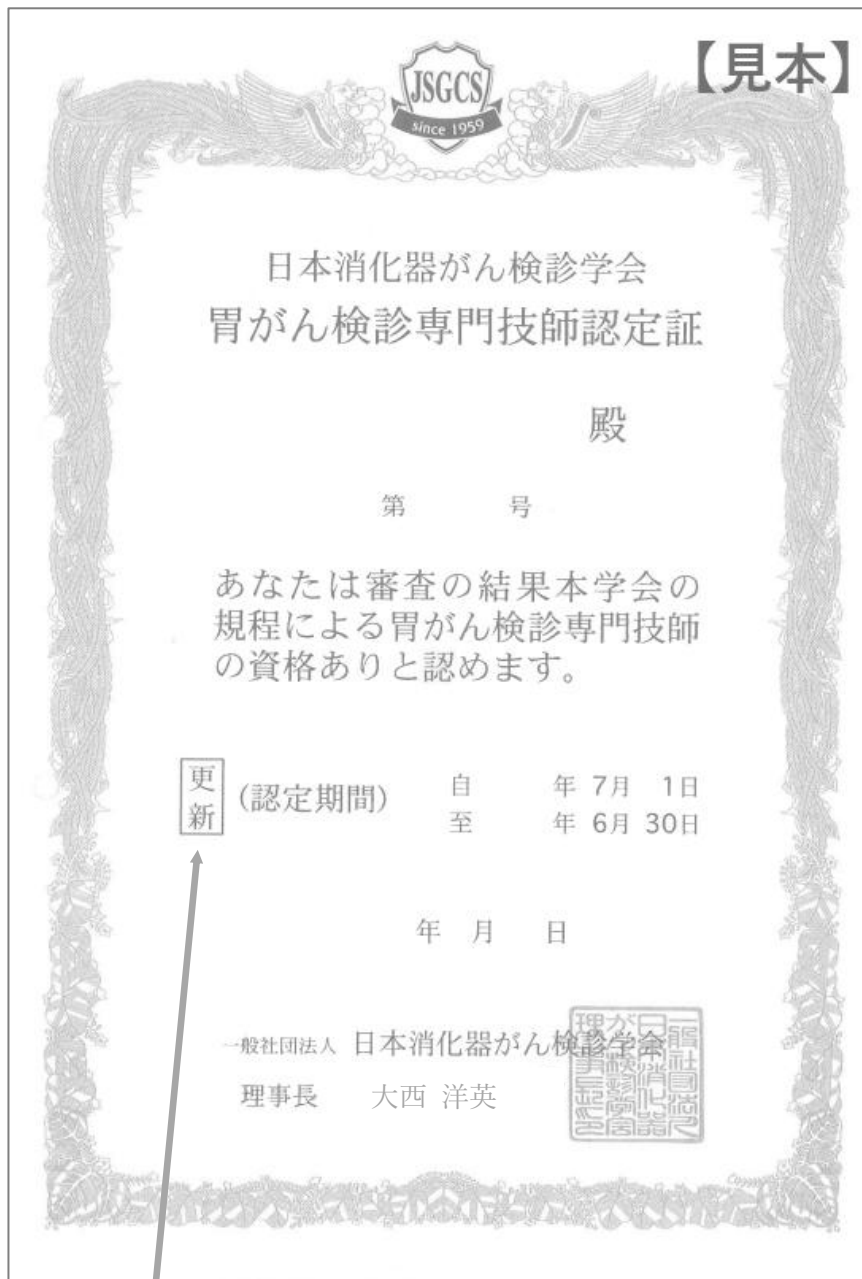 【見本】
JSGCS
since 1959
日本消化器がん検診学会
胃がん検診専門技師認定証
殿
第 号
あなたは審査の結果本学会の
規程による胃がん検診専門技師
の資格ありと認めます。
更新
(認定期間)
自 年 7月 1日
至 年 6月 30日
年 月 日
一般社団法人 日本消化器がん検診学会
理事長 大西 洋英